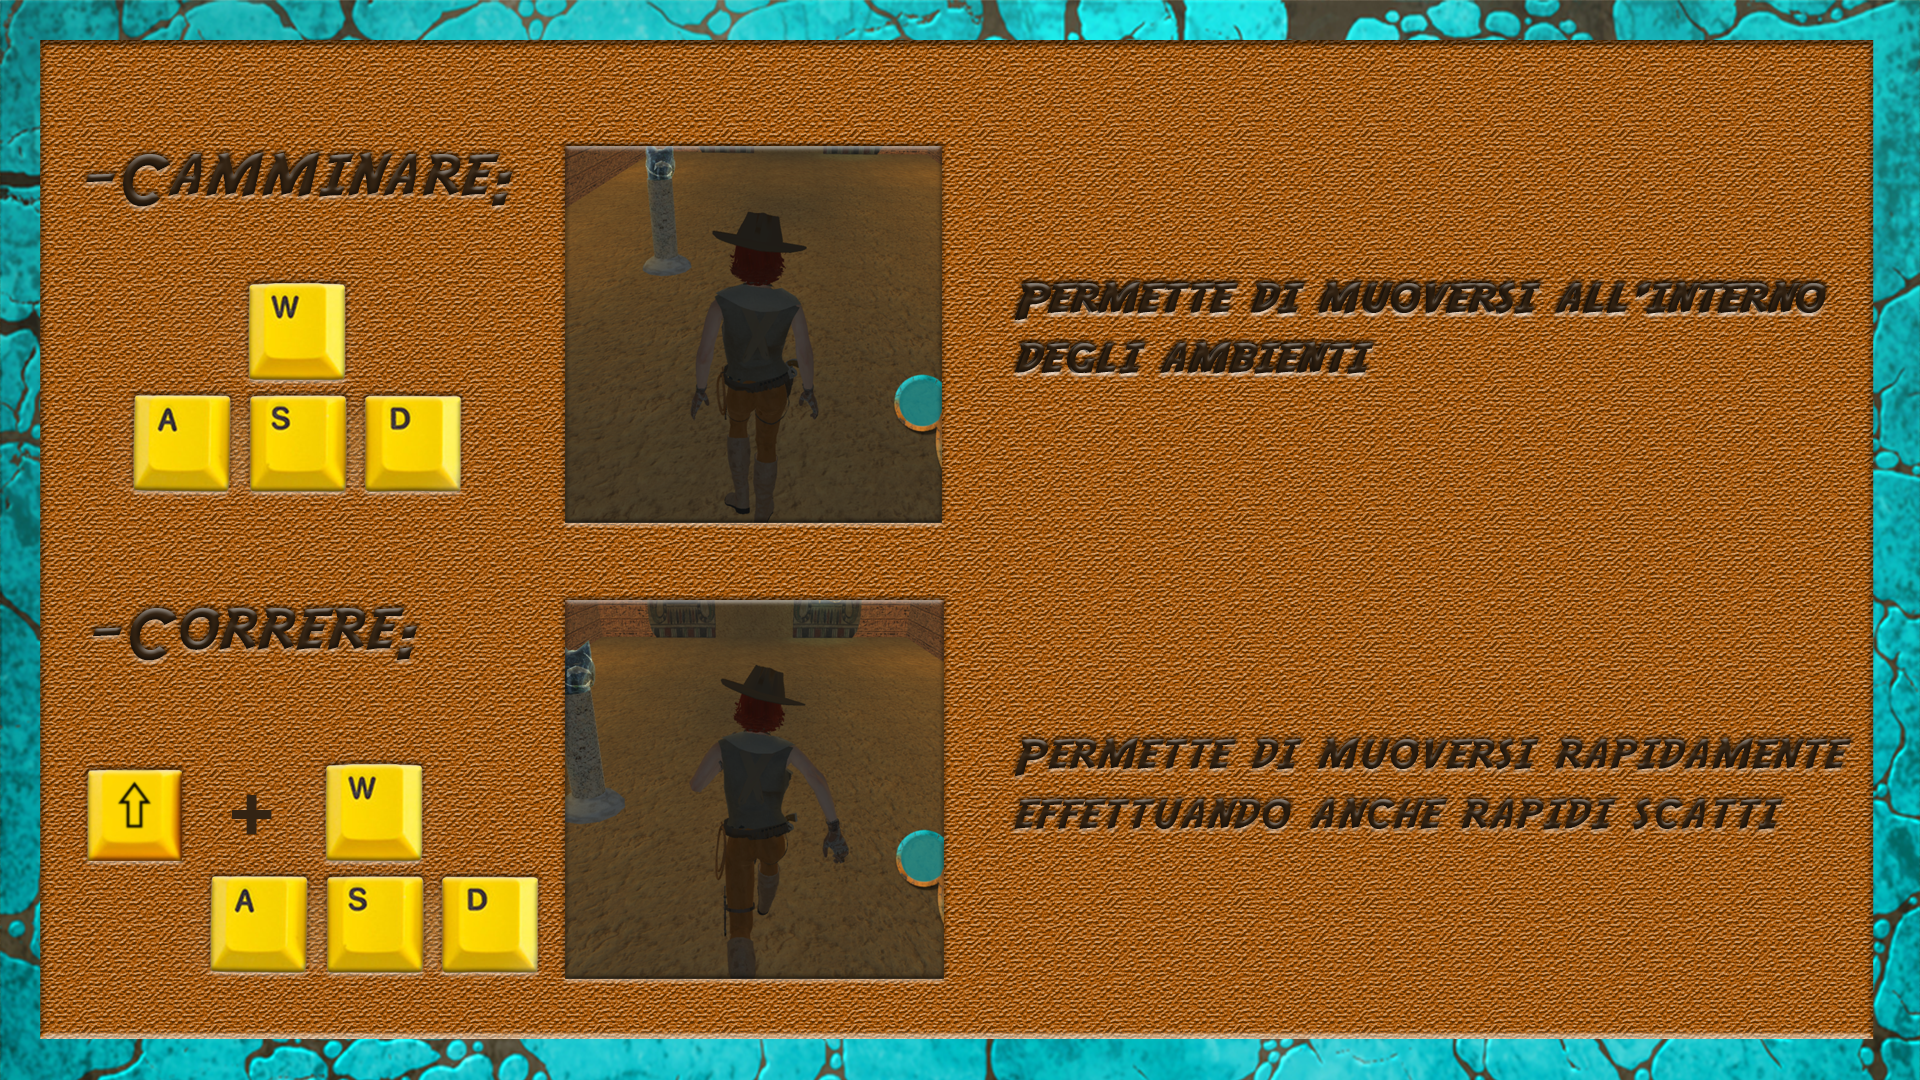 -Camminare:
W
A S D
Permette di muoversi all'interno
degli ambienti
-Correre:
⇧ + W
A S D
Permette di muoversi rapidamente
effettuando anche rapidi scatti